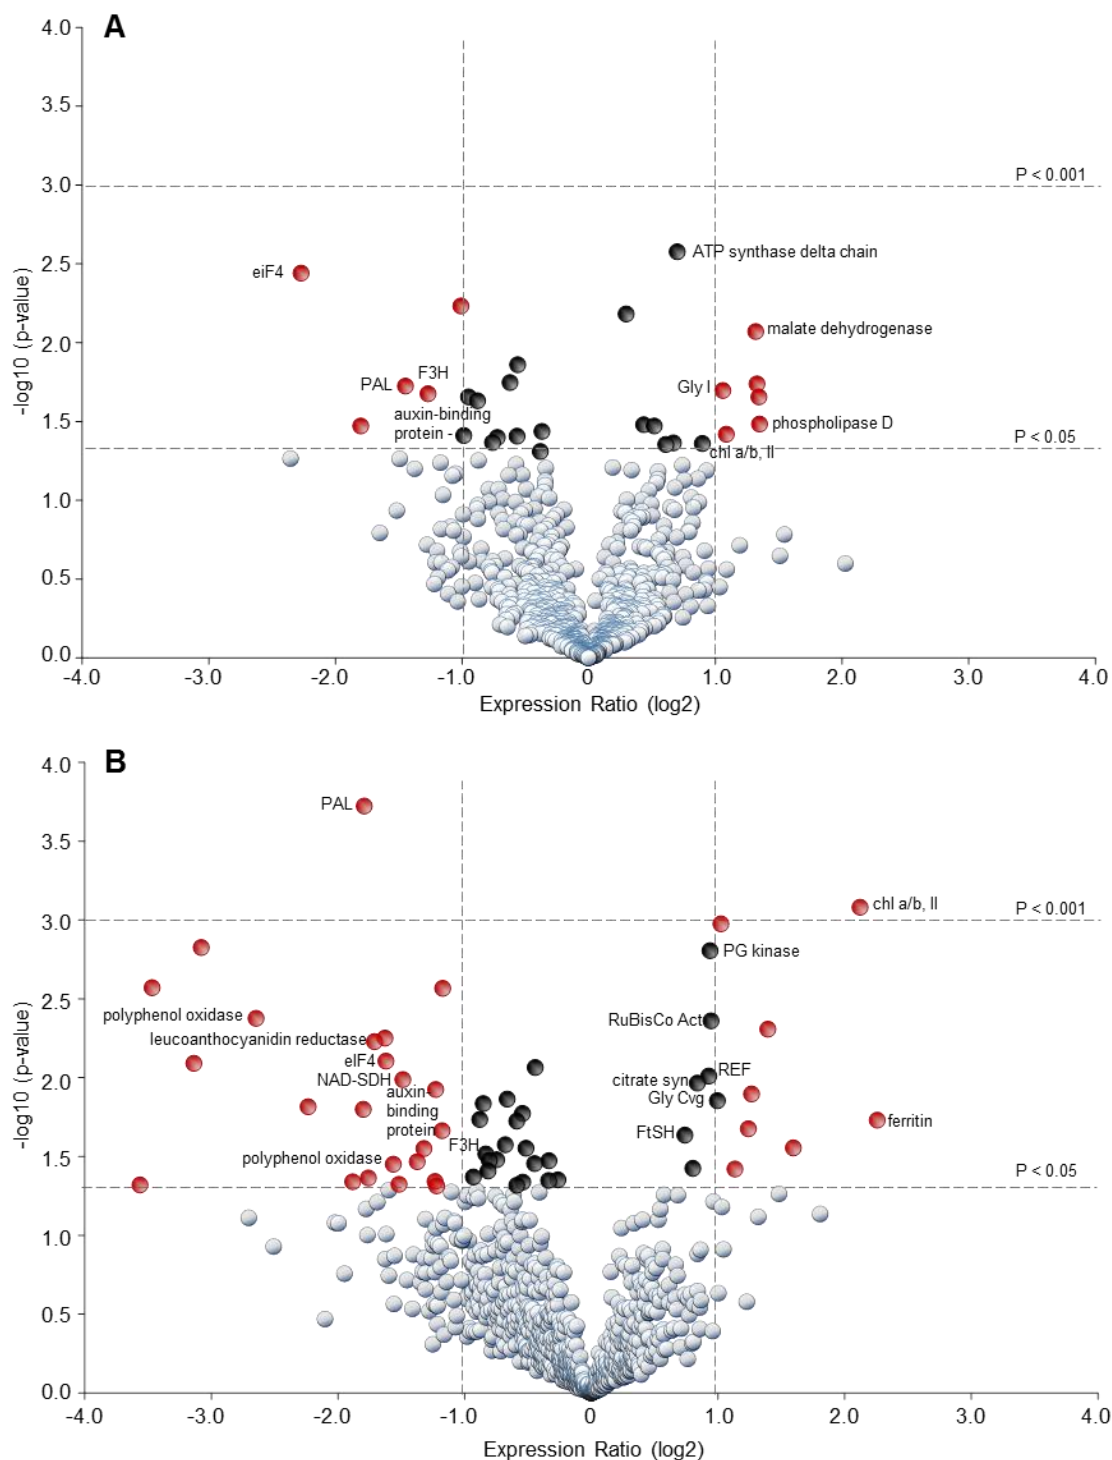 A
4.0
3.5
P < 0.001
3.0
ATP synthase delta chain
2.5
eiF4
-log10 (p-value)
malate dehydrogenase
2.0
F3H
PAL
Gly I
auxin-binding
phospholipase D
1.5
protein -
P < 0.05
chl a/b, II
1.0
0.5
0.0
-4.0 -3.0 -2.0 -1.0 0 1.0 2.0 3.0 4.0
Expression Ratio (log2)
B
4.0
PAL
3.5
chl a/b, II
P < 0.001
3.0
PG kinase
2.5
polyphenol oxidase
RuBisCo Act
leucoanthocyanidin reductase
-log10 (p-value)
eIF4
REF
2.0
NAD-SDH
citrate syn
auxin-
Gly Cvg
binding
ferritin
protein
FtSH
F3H
1.5
polyphenol oxidase
P < 0.05
1.0
0.5
0.0
-4.0 -3.0 -2.0 -1.0 0 1.0 2.0 3.0 4.0
Expression Ratio (log2)